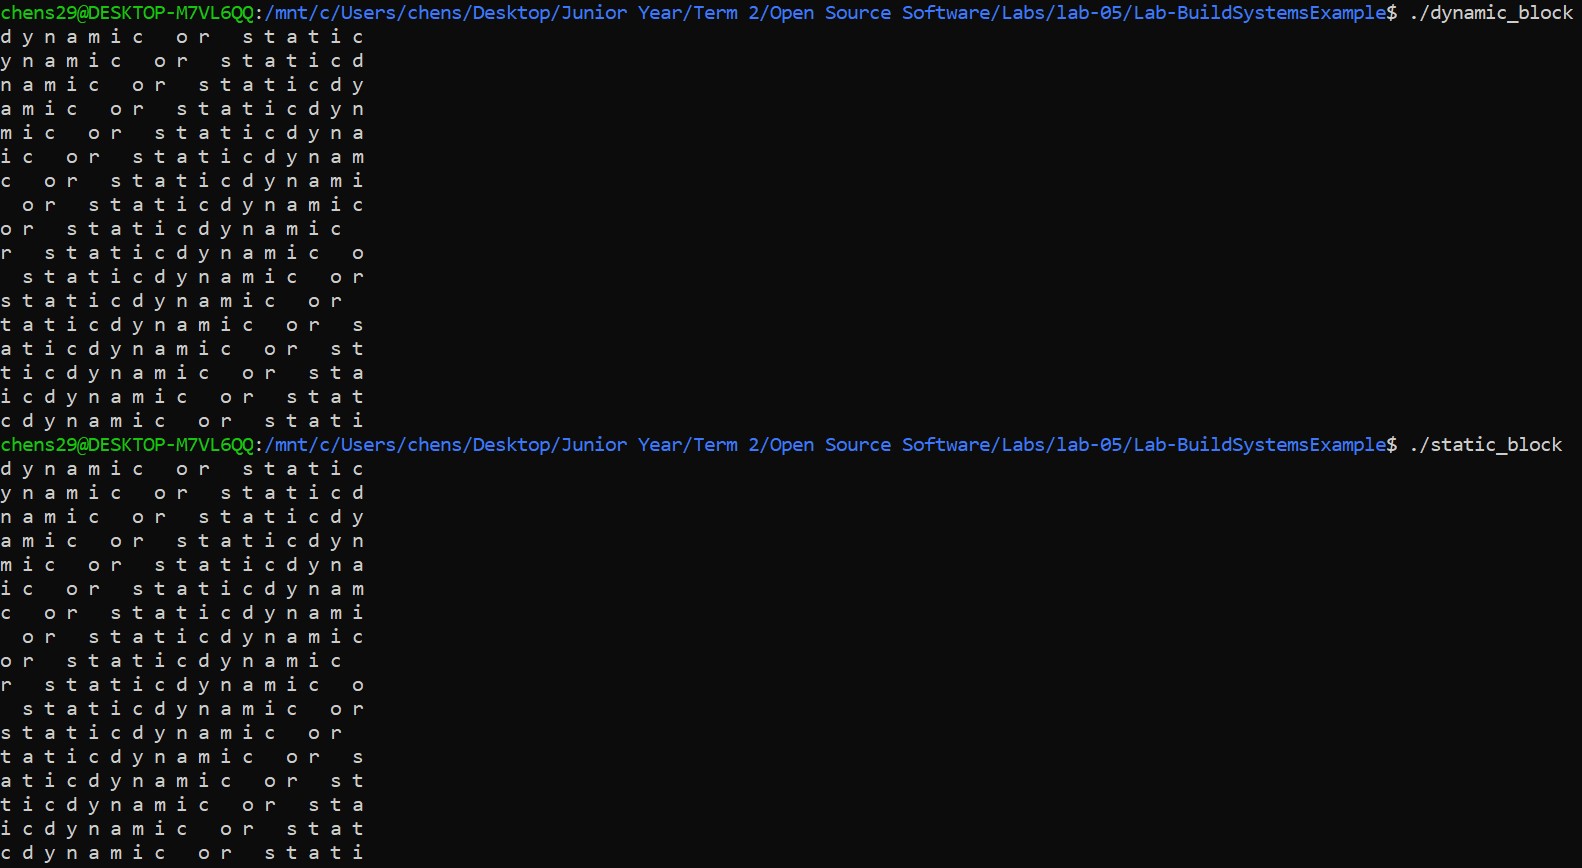 chens29@DESKTOP-M7VL6QQ:/mnt/c/Users/chens/Desktop/Junior Year/Term 2/Open Source Software/Labs/lab-05/Lab-BuildSystemsExample$ ./dynamic_block
d y n a m i c   o r   s t a t i c
y n a m i c   o r   s t a t i c d
n a m i c   o r   s t a t i c d y
a m i c   o r   s t a t i c d y n
m i c   o r   s t a t i c d y n a
i c   o r   s t a t i c d y n a m
c   o r   s t a t i c d y n a m i
  o r   s t a t i c d y n a m i c
o r   s t a t i c d y n a m i c
r   s t a t i c d y n a m i c   o
  s t a t i c d y n a m i c   o r
s t a t i c d y n a m i c   o r
t a t i c d y n a m i c   o r   s
a t i c d y n a m i c   o r   s t
t i c d y n a m i c   o r   s t a
i c d y n a m i c   o r   s t a t
c d y n a m i c   o r   s t a t i
chens29@DESKTOP-M7VL6QQ:/mnt/c/Users/chens/Desktop/Junior Year/Term 2/Open Source Software/Labs/lab-05/Lab-BuildSystemsExample$ ./static_block
d y n a m i c   o r   s t a t i c
y n a m i c   o r   s t a t i c d
n a m i c   o r   s t a t i c d y
a m i c   o r   s t a t i c d y n
m i c   o r   s t a t i c d y n a
i c   o r   s t a t i c d y n a m
c   o r   s t a t i c d y n a m i
  o r   s t a t i c d y n a m i c
o r   s t a t i c d y n a m i c
r   s t a t i c d y n a m i c   o
  s t a t i c d y n a m i c   o r
s t a t i c d y n a m i c   o r
t a t i c d y n a m i c   o r   s
a t i c d y n a m i c   o r   s t
t i c d y n a m i c   o r   s t a
i c d y n a m i c   o r   s t a t
c d y n a m i c   o r   s t a t i